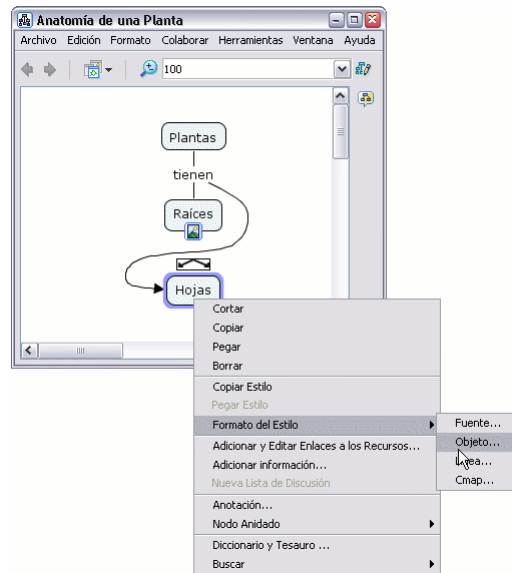 Anatomía de una Planta
Archivo Edición Formato Colaborar Herramientas Ventana Ayuda
100
Plantas
tienen
Raíces
Hojas
Cortar
Copiar
Pegar
Borrar
Copiar Estilo
Pegar Estilo
Formato del Estilo
Fuente...
Adicionar y Editar Enlaces a los Recursos...
Objeto...
Adicionar información...
Línea...
Nueva Lista de Discusión
Cmap...
Anotación...
Nodo Anidado
Diccionario y Tesauro ...
Buscar